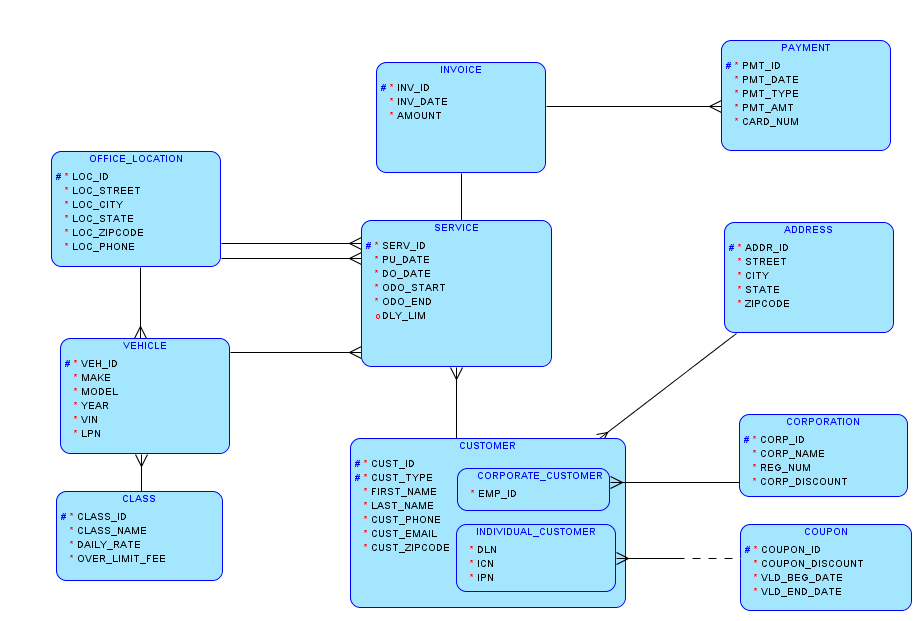 PAYMENT
# * PMT_ID
* PMT_DATE
* PMT_TYPE
* PMT_AMT
* CARD_NUM
INVOICE
# * INV_ID
* INV_DATE
* AMOUNT
OFFICE_LOCATION
# * LOC_ID
* LOC_STREET
* LOC_CITY
* LOC_STATE
* LOC_ZIPCODE
* LOC_PHONE
SERVICE
# * SERV_ID
* PU_DATE
* DO_DATE
* ODO_START
* ODO_END
o DLY_LIM
ADDRESS
# * ADDR_ID
* STREET
* CITY
* STATE
* ZIPCODE
VEHICLE
# * VEH_ID
* MAKE
* MODEL
* YEAR
* VIN
* LPN
CUSTOMER
# * CUST_ID
# * CUST_TYPE
* FIRST_NAME
* LAST_NAME
* CUST_PHONE
* CUST_EMAIL
* CUST_ZIPCODE
CORPORATE_CUSTOMER
* EMP_ID
INDIVIDUAL_CUSTOMER
* DLN
* ICN
* IPN
CORPORATION
# * CORP_ID
* CORP_NAME
* REG_NUM
* CORP_DISCOUNT
CLASS
# * CLASS_ID
* CLASS_NAME
* DAILY_RATE
* OVER_LIMIT_FEE
COUPON
# * COUPON_ID
* COUPON_DISCOUNT
* VLD_BEG_DATE
* VLD_END_DATE